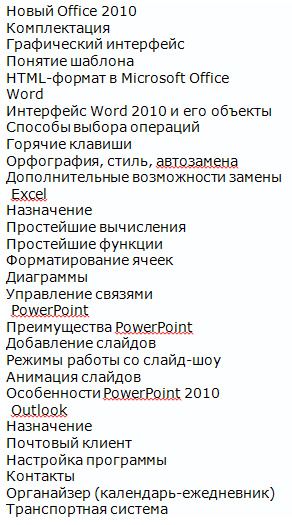 Новый Office 2010
Комплектация
Графический интерфейс
Понятие шаблона
HTML-формат в Microsoft Office
Word
Интерфейс Word 2010 и его объекты
Способы выбора операций
Горячие клавиши
Орфография, стиль, автозамена
Дополнительные возможности замены
Excel
Назначение
Простейшие вычисления
Простейшие функции
Форматирование ячеек
Диаграммы
Управление связями
PowerPoint
Преимущества PowerPoint
Добавление слайдов
Режимы работы со слайд-шоу
Анимация слайдов
Особенности PowerPoint 2010
Outlook
Назначение
Почтовый клиент
Настройка программы
Контакты
Органайзер (календарь-ежедневник)
Транспортная система